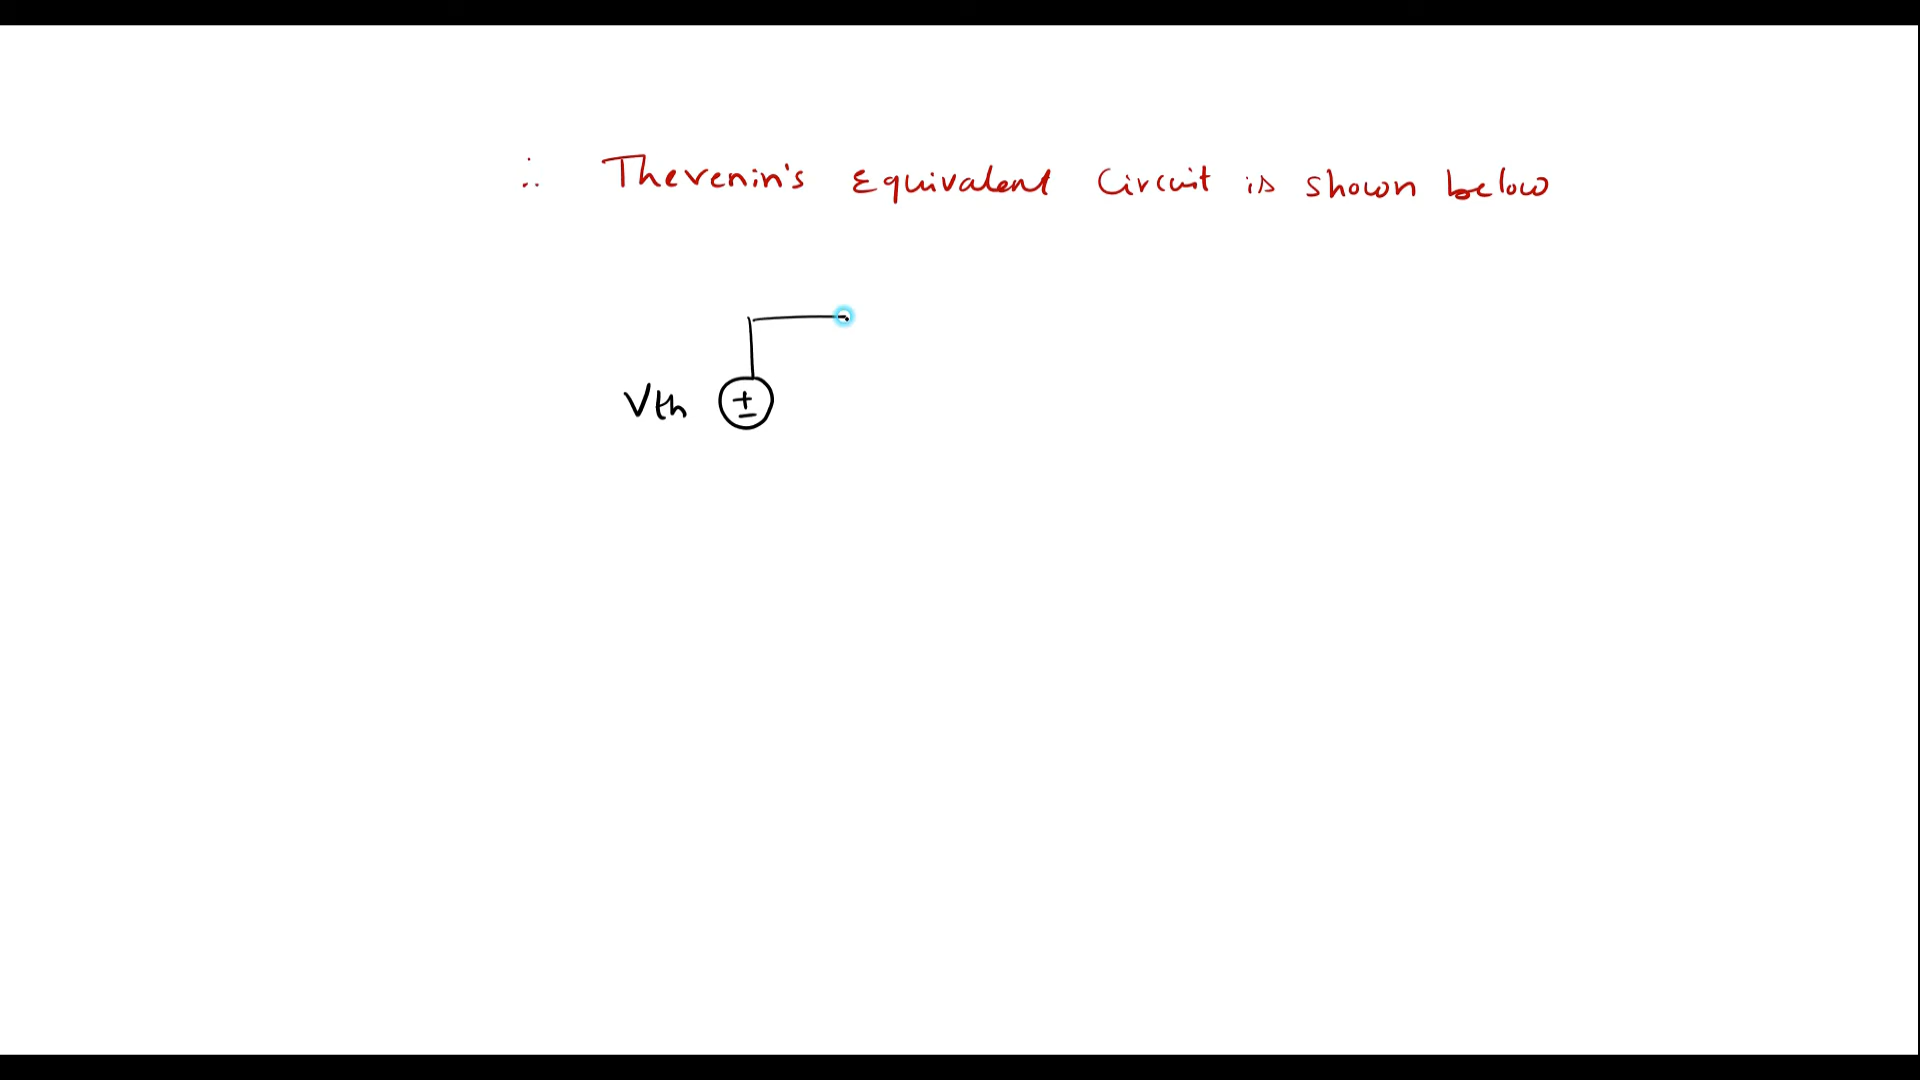 ∴ Thevenin's Equivalent Circuit is shown below
Vth ±